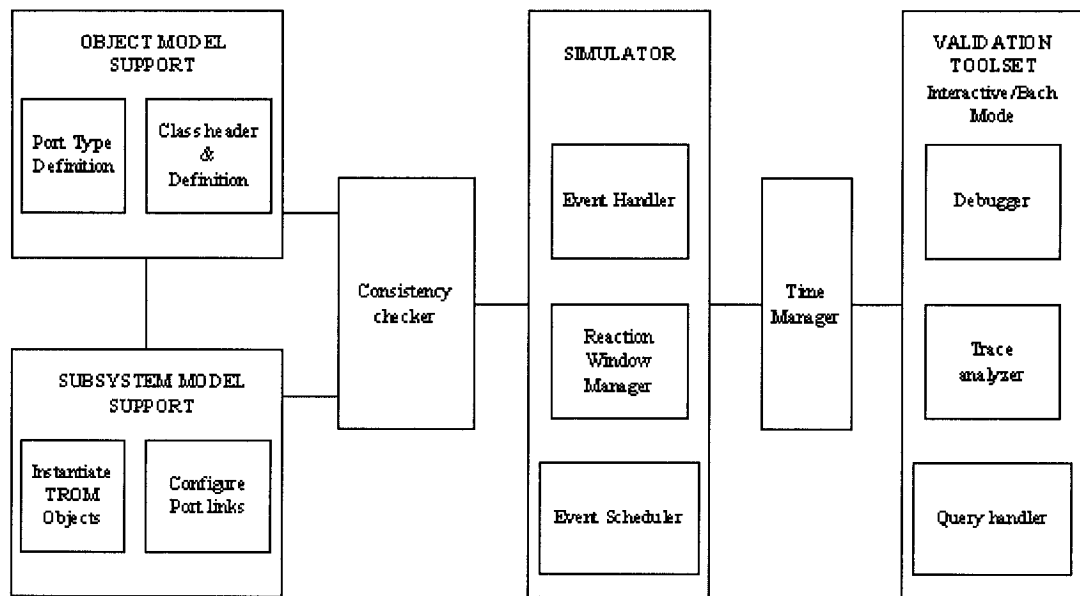 OBJECT MODEL
SUPPORT
Port Type
Definition
Class header
&
Definition
SUBSYSTEM MODEL
SUPPORT
Instantiate
TROM
Objects
Configure
Port links
Consistency
checker
SIMULATOR
Event Handler
Reaction
Window
Manager
Event Scheduler
Time
Manager
VALIDATION
TOOLSET
Interactive/Bach
Mode
Debugger
Trace
analyzer
Query handler